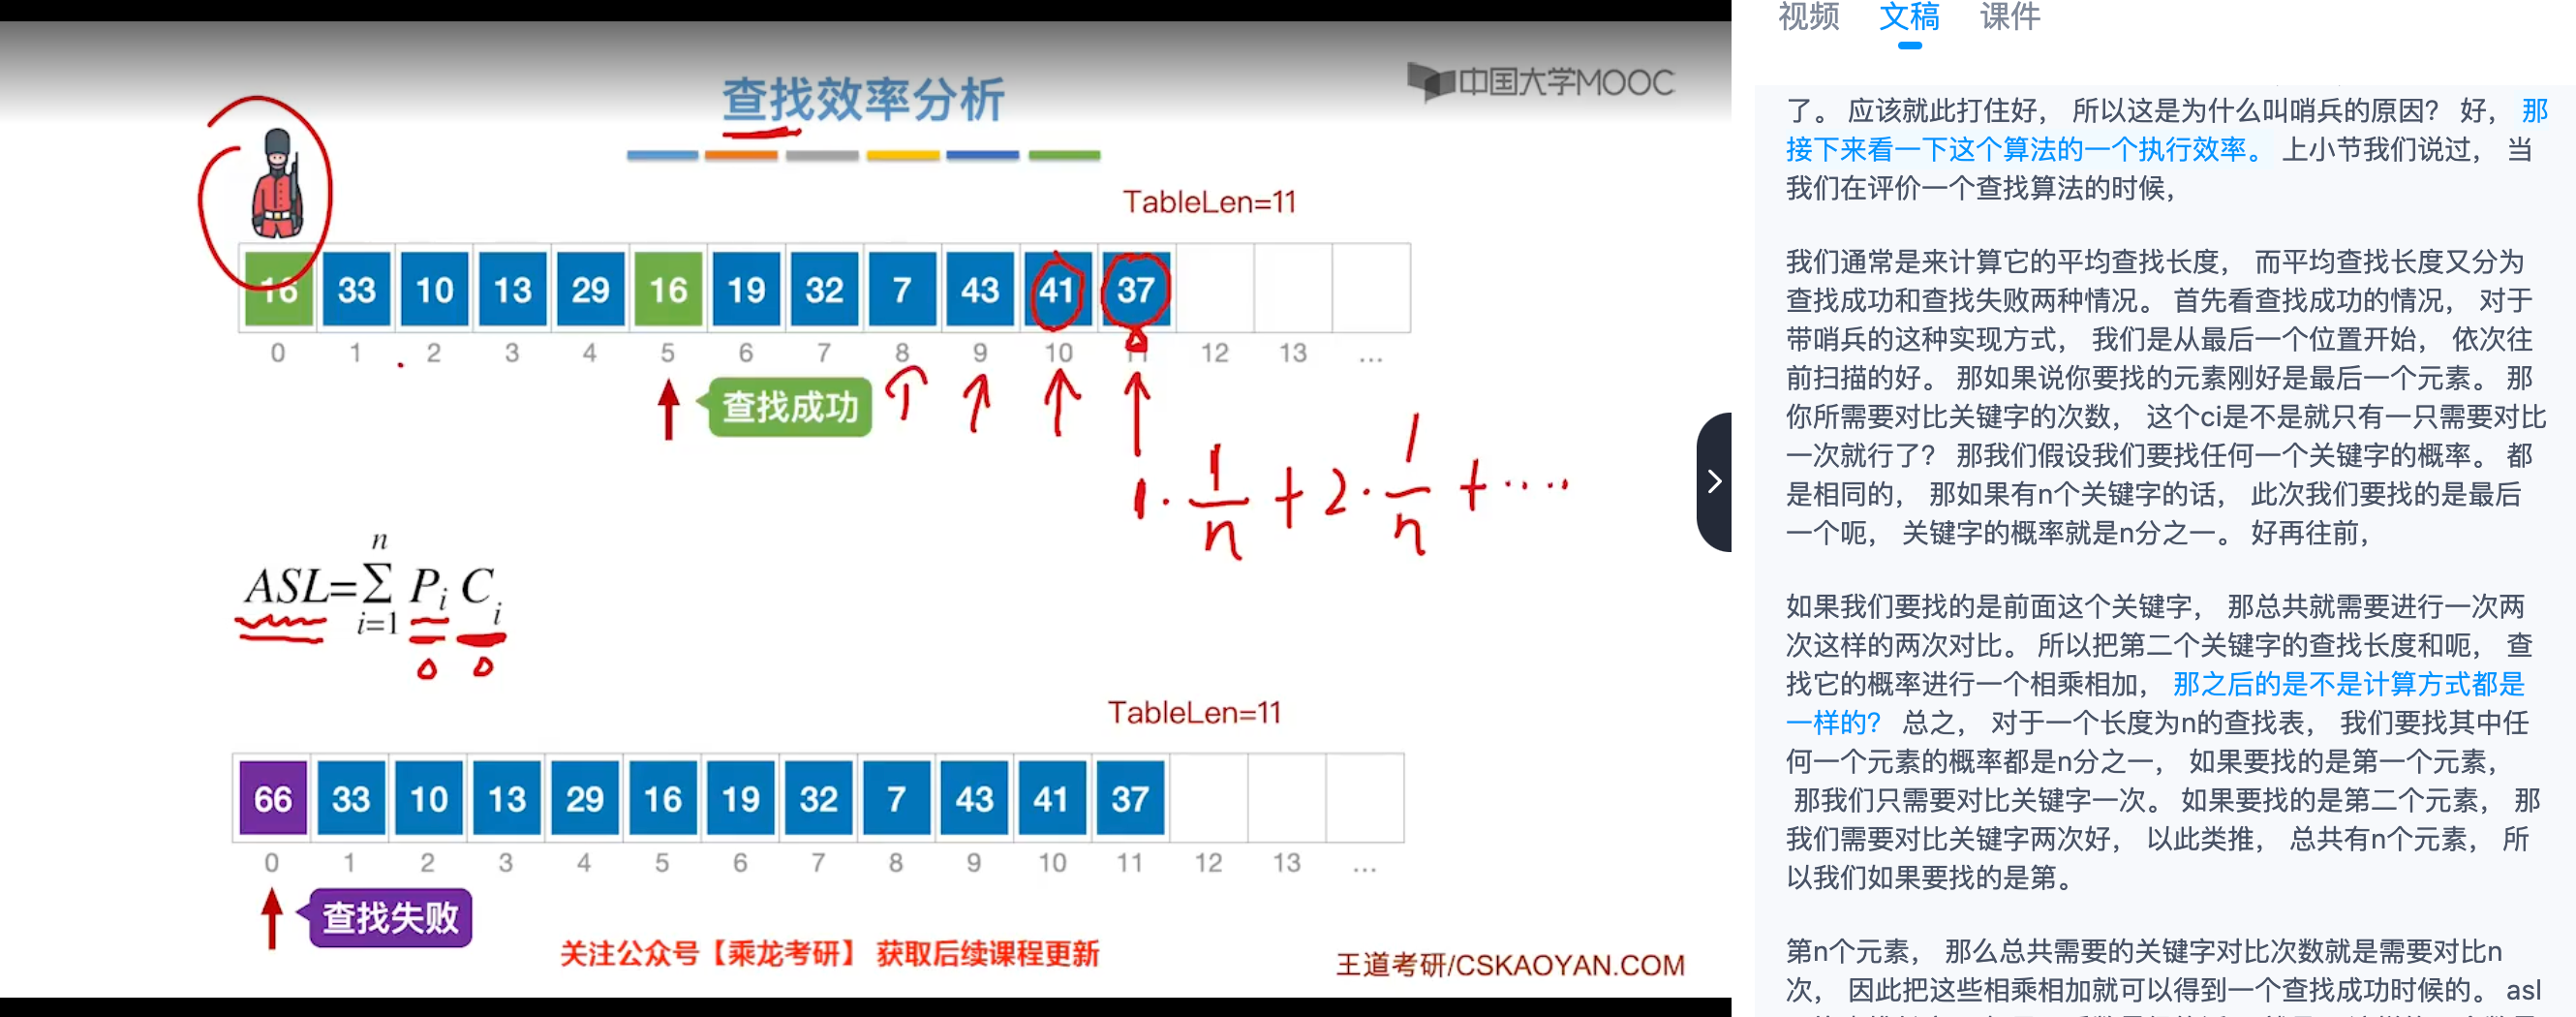 查找效率分析
中国大学MOOC
TableLen=11
16 33 10 13 29 16 19 32 7 43 41 37
0 1 2 3 4 5 6 7 8 9 10 11 12 13 ...
查找成功
1·1/n+2·1/n+····
n
ASL=Σ Pi Ci
i=1
TableLen=11
66 33 10 13 29 16 19 32 7 43 41 37
0 1 2 3 4 5 6 7 8 9 10 11 12 13 ...
查找失败
关注公众号【乘龙考研】 获取后续课程更新
王道考研/CSKAOYAN.COM
视频 文稿 课件
了。 应该就此打住好， 所以这是为什么叫哨兵的原因？ 好， 那
接下来看一下这个算法的一个执行效率。 上小节我们说过， 当
我们在评价一个查找算法的时候，
我们通常是来计算它的平均查找长度， 而平均查找长度又分为
查找成功和查找失败两种情况。 首先看查找成功的情况， 对于
带哨兵的这种实现方式， 我们是从最后一个位置开始， 依次往
前扫描的好。 那如果说你要找的元素刚好是最后一个元素。 那
你所需要对比关键字的次数， 这个ci是不是就只有一只需要对比
一次就行了？ 那我们假设我们要找任何一个关键字的概率。 都
是相同的， 那如果有n个关键字的话， 此次我们要找的是最后
一个呃， 关键字的概率就是n分之一。 好再往前，
如果我们要找的是前面这个关键字， 那总共就需要进行一次两
次这样的两次对比。 所以把第二个关键字的查找长度和呃， 查
找它的概率进行一个相乘相加， 那之后的是不是计算方式都是
一样的？ 总之， 对于一个长度为n的查找表， 我们要找其中任
何一个元素的概率都是n分之一， 如果要找的是第一个元素，
那我们只需要对比关键字一次。 如果要找的是第二个元素， 那
我们需要对比关键字两次好， 以此类推， 总共有n个元素， 所
以我们如果要找的是第。
第n个元素， 那么总共需要的关键字对比次数就是需要对比n
次， 因此把这些相乘相加就可以得到一个查找成功时候的。 asl